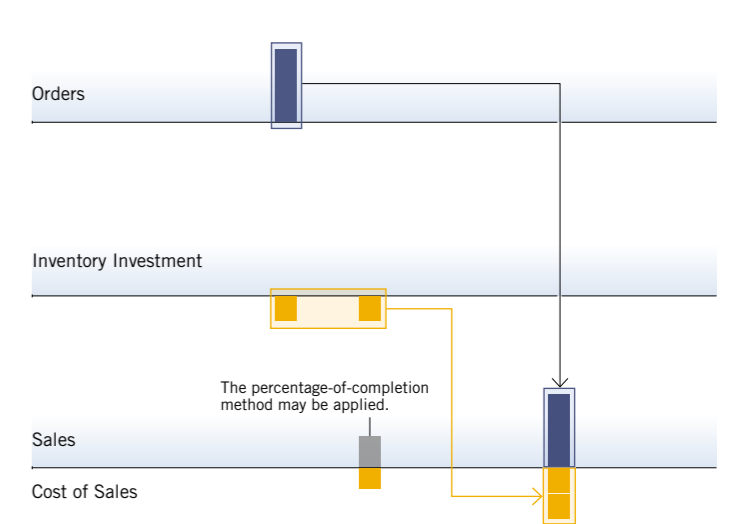 Orders
Inventory Investment
The percentage-of-completion
method may be applied.
Sales
Cost of Sales